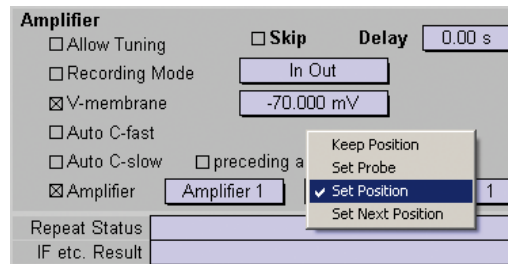 Amplifier
Allow Tuning Skip Delay 0.00 s
Recording Mode In Out
V-membrane -70.000 mV
Auto C-fast
Auto C-slow preceding a
Amplifier Amplifier 1 1
Keep Position
Set Probe
Set Position
Set Next Position
Repeat Status
IF etc. Result